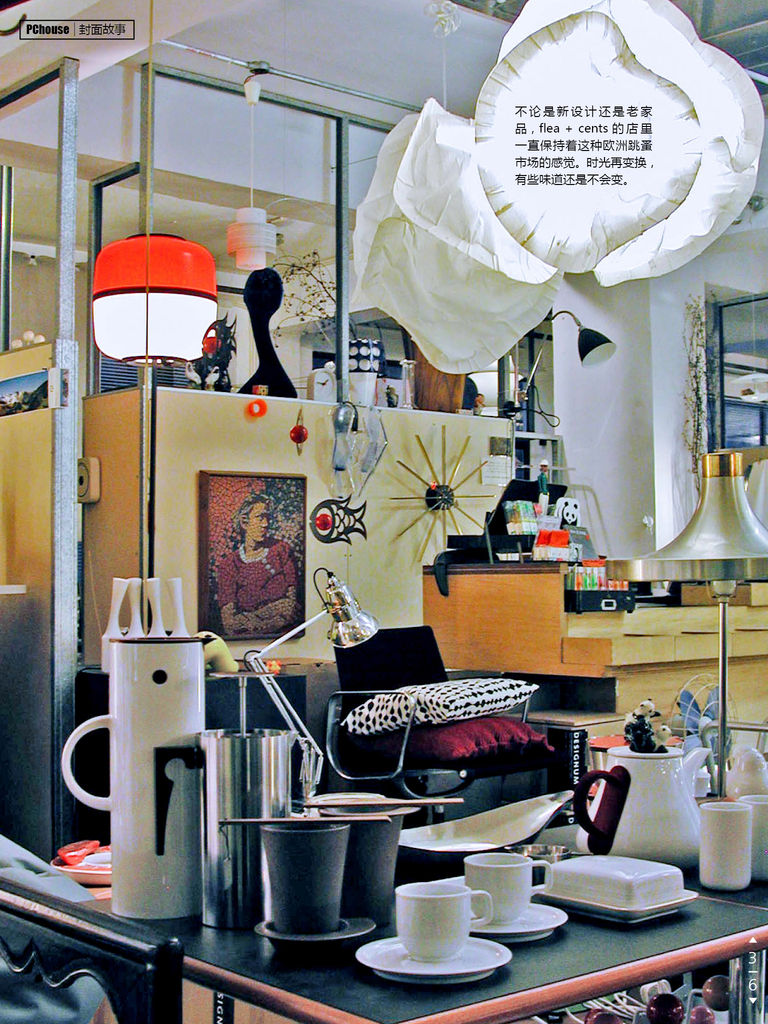 PChouse 封面故事
不论是新设计还是老家
品，flea + cents 的店里
一直保持着这种欧洲跳蚤
市场的感觉。时光再变换，
有些味道还是不会变。
DESIGNUM
DESIGN
3—6